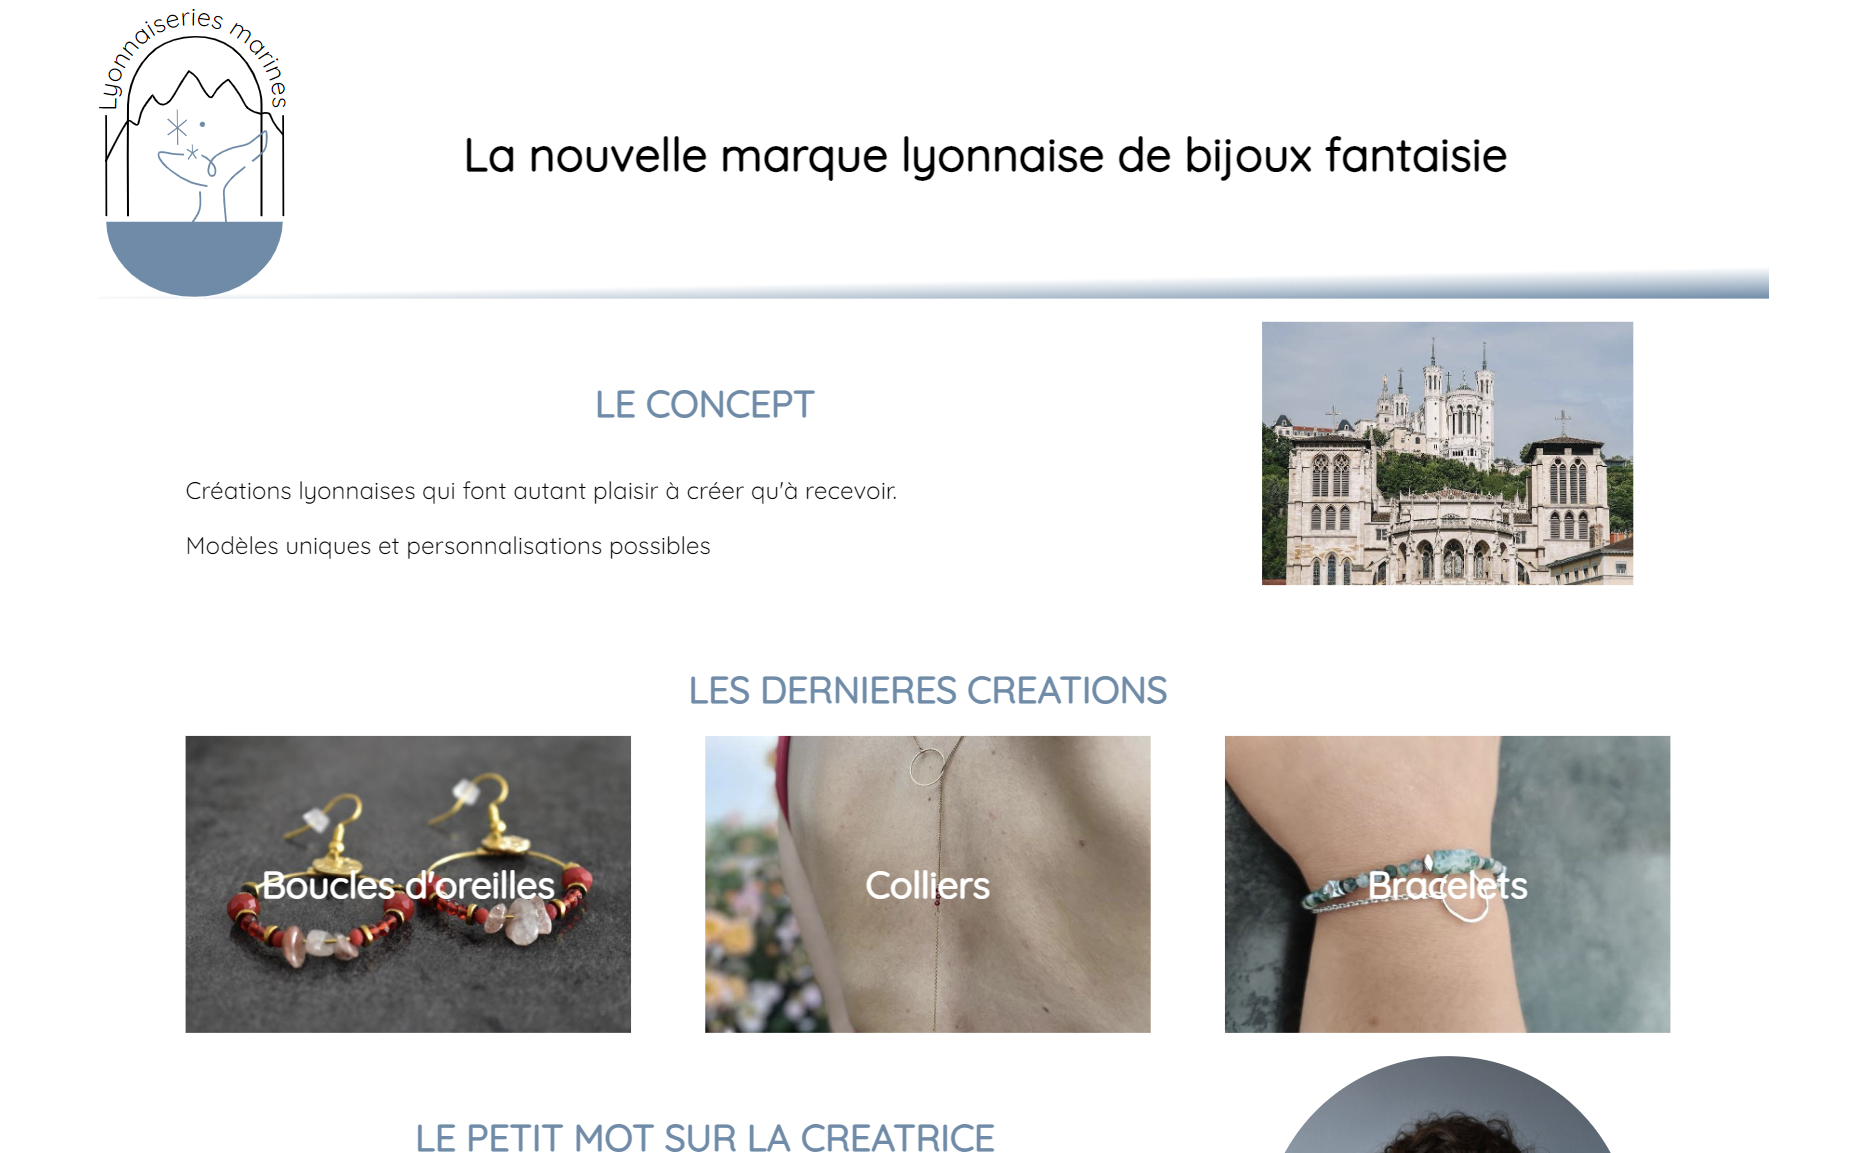 Lyonnaiseries marines
La nouvelle marque lyonnaise de bijoux fantaisie
LE CONCEPT
Créations lyonnaises qui font autant plaisir à créer qu'à recevoir.
Modèles uniques et personnalisations possibles
LES DERNIERES CREATIONS
Boucles d'oreilles
Colliers
Bracelets
LE PETIT MOT SUR LA CREATRICE